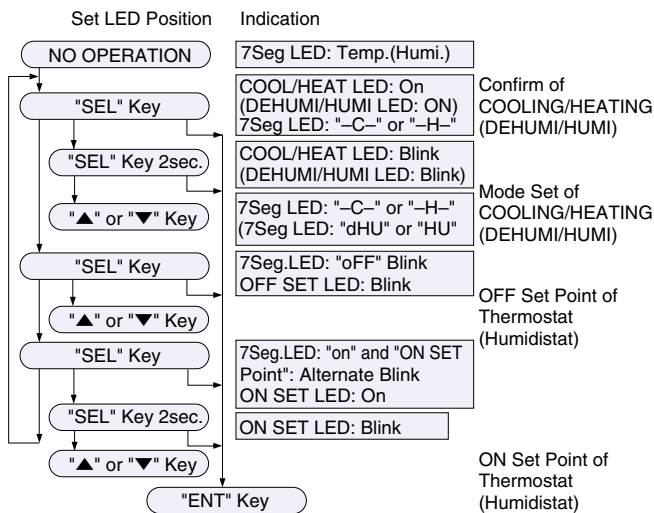 Set LED Position
Indication
NO OPERATION
7Seg LED: Temp.(Humi.)
"SEL" Key
COOL/HEAT LED: On
(DEHUMI/HUMI LED: ON)
7Seg LED: "–C–" or "–H–"
Confirm of
COOLING/HEATING
(DEHUMI/HUMI)
"SEL" Key 2sec.
COOL/HEAT LED: Blink
(DEHUMI/HUMI LED: Blink)
"▲" or "▼" Key
7Seg LED: "–C–" or "–H–"
(7Seg LED: "dHU" or "HU"
Mode Set of
COOLING/HEATING
(DEHUMI/HUMI)
"SEL" Key
7Seg.LED: "oFF" Blink
OFF SET LED: Blink
"▲" or "▼" Key
OFF Set Point of
Thermostat
(Humidistat)
"SEL" Key
7Seg.LED: "on" and "ON SET
Point": Alternate Blink
ON SET LED: On
"SEL" Key 2sec.
ON SET LED: Blink
"▲" or "▼" Key
ON Set Point of
Thermostat
(Humidistat)
"ENT" Key